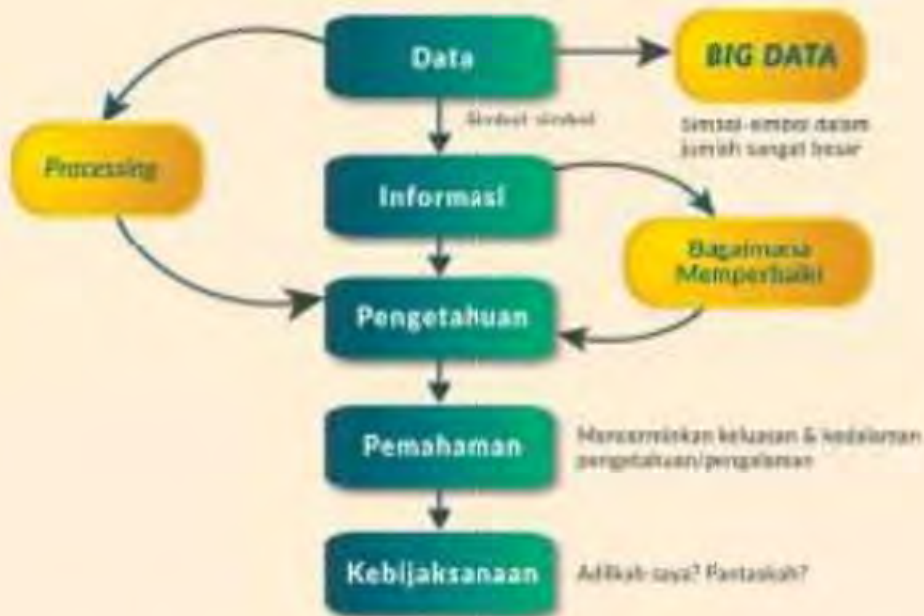 Data
BIG DATA
Simbol-simbol
Simbol-simbol dalam
jumlah sangat besar
Processing
Informasi
Bagaimana
Memperbaiki
Pengetahuan
Pemahaman
Mencerminkan keluasan & kedalaman
pengetahuan/pengalaman
Kebijaksanaan
Adilkah saya? Pantaskah?